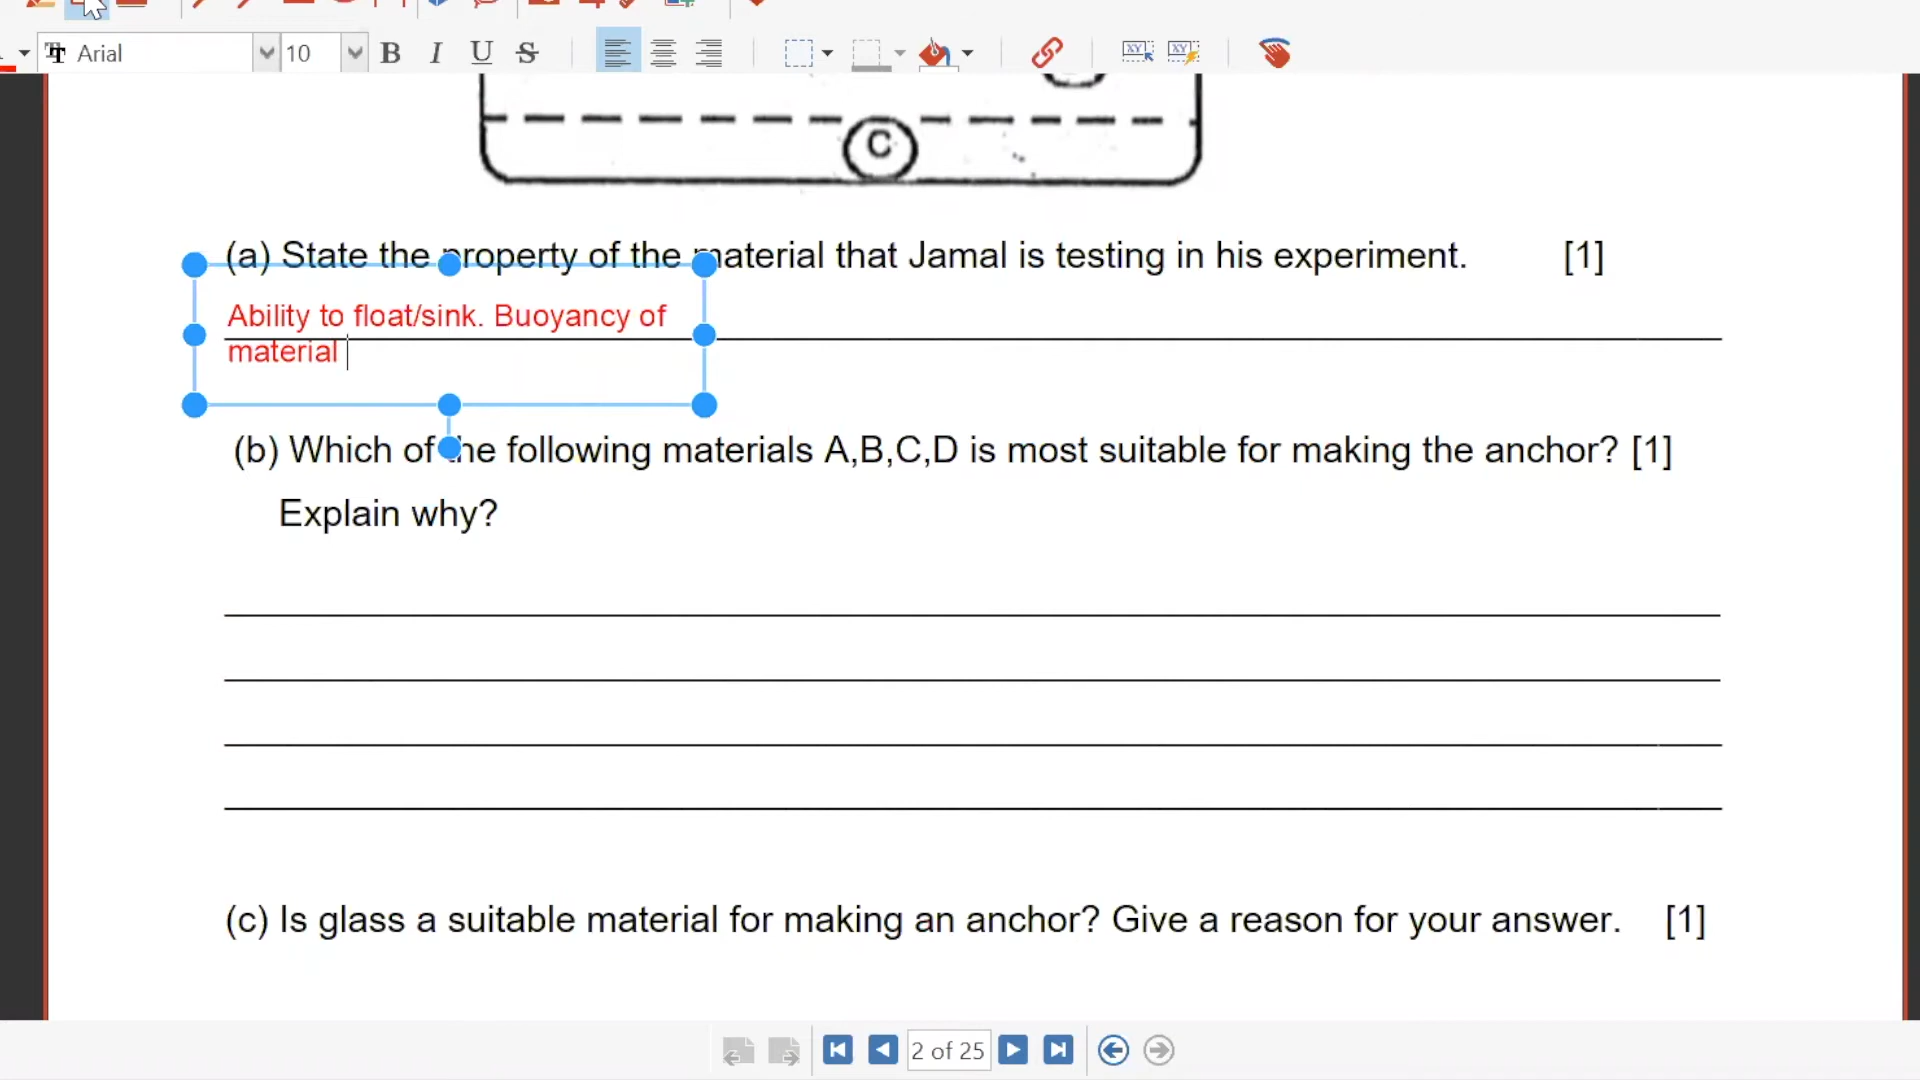 Arial
10
B I U S
C
(a) State the property of the material that Jamal is testing in his experiment. [1]
Ability to float/sink. Buoyancy of
material
(b) Which of the following materials A,B,C,D is most suitable for making the anchor? [1]
Explain why?
(c) Is glass a suitable material for making an anchor? Give a reason for your answer. [1]
2 of 25